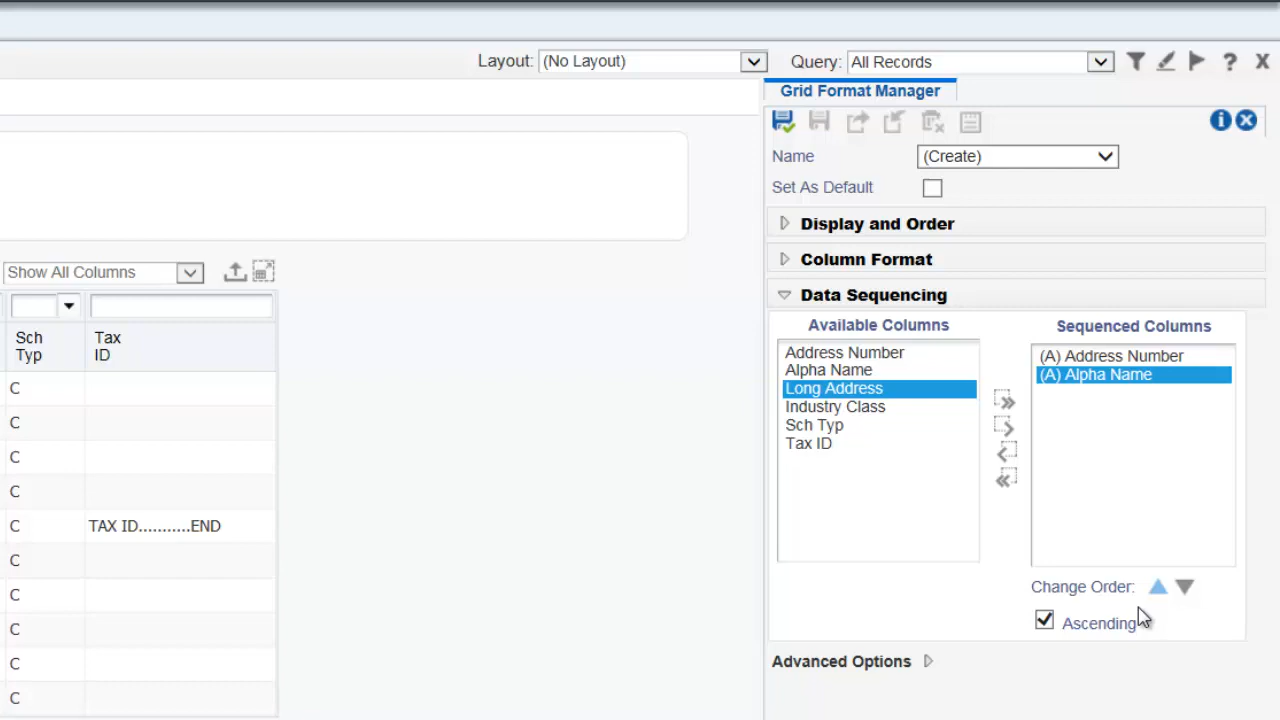 Layout: (No Layout) Query: All Records ? X
Grid Format Manager
Name (Create)
Set As Default
Display and Order
Column Format
Show All Columns
Data Sequencing
Available Columns Sequenced Columns
Sch
Typ
Tax
ID
Address Number
Alpha Name
Long Address
Industry Class
Sch Typ
Tax ID
(A) Address Number
(A) Alpha Name
C
C
C
C
C TAX ID...........END
C
C
C
C
C
Change Order:
Ascending
Advanced Options